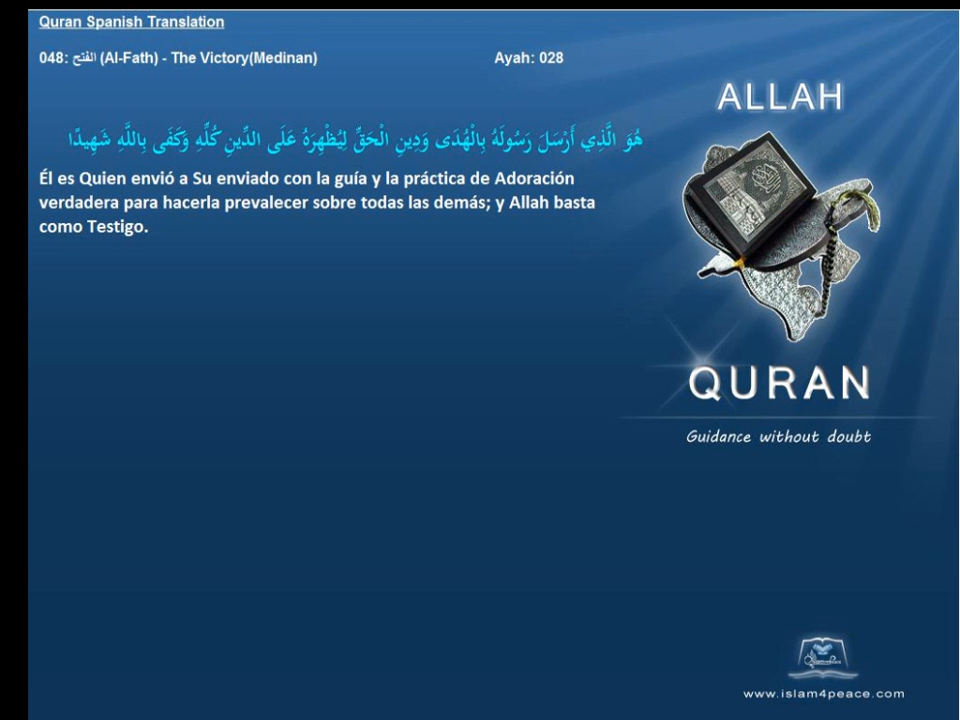 Quran Spanish Translation
048: الفتح (Al-Fath) - The Victory(Medinan) Ayah: 028
ALLAH
هُوَ الَّذِي أَرْسَلَ رَسُولَهُ بِالْهُدَى وَدِينِ الْحَقِّ لِيُظْهِرَهُ عَلَى الدِّينِ كُلِّهِ وَكَفَى بِاللَّهِ شَهِيدًا
Él es Quien envió a Su enviado con la guía y la práctica de Adoración
verdadera para hacerla prevalecer sobre todas las demás; y Allah basta
como Testigo.
QURAN
Guidance without doubt
www.islam4peace.com